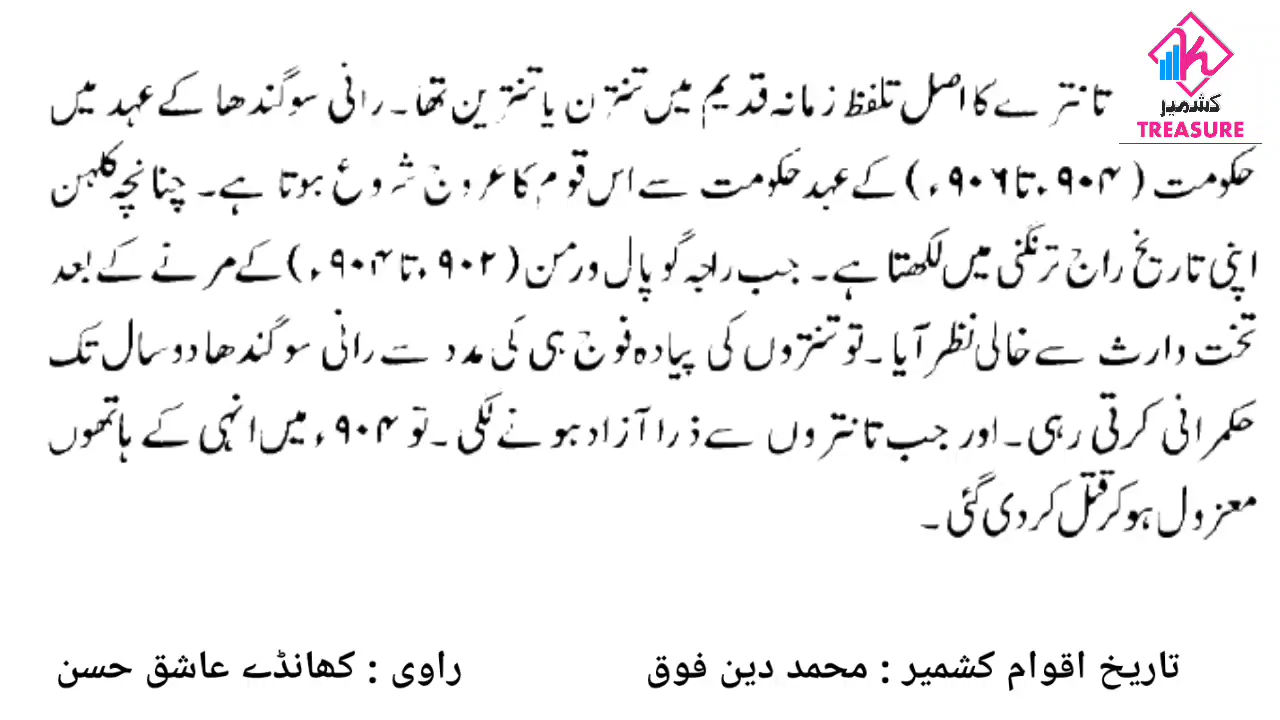 کشمیر
TREASURE
تانترے کا اصل تلفظ زمانہ قدیم میں تنترن یا تنترین تھا۔ رانی سوگندھا کے عہد میں
حکومت (۹۰۴ء تا ۹۰۶ء) کے عہد حکومت سے اس قوم کا عروج شروع ہوتا ہے۔ چنانچہ کلہن
اپنی تاریخ راج ترنگنی میں لکھتا ہے۔ جب راجہ گوپال ورمن (۹۰۲ء تا ۹۰۴ء) کے مرنے کے بعد
تخت وارث سے خالی نظر آیا۔ تو تنتروں کی پیادہ فوج ہی کی مدد سے رانی سوگندھا دو سال تک
حکمرانی کرتی رہی۔ اور جب تانتروں سے ذرا آزاد ہونے لگی۔ تو ۹۰۴ء میں انہی کے ہاتھوں
معزول ہو کر قتل کر دی گئی۔
تاریخ اقوام کشمیر : محمد دین فوق
راوی : کھانڈے عاشق حسن